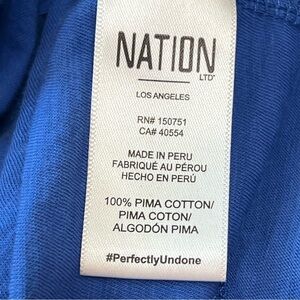 NATION
LTD
LOS ANGELES
RN# 150751
CA# 40554
MADE IN PERU
FABRIQUÉ AU PÉROU
HECHO EN PERÚ
100% PIMA COTTON/
PIMA COTON/
ALGODÓN PIMA
#PerfectlyUndone